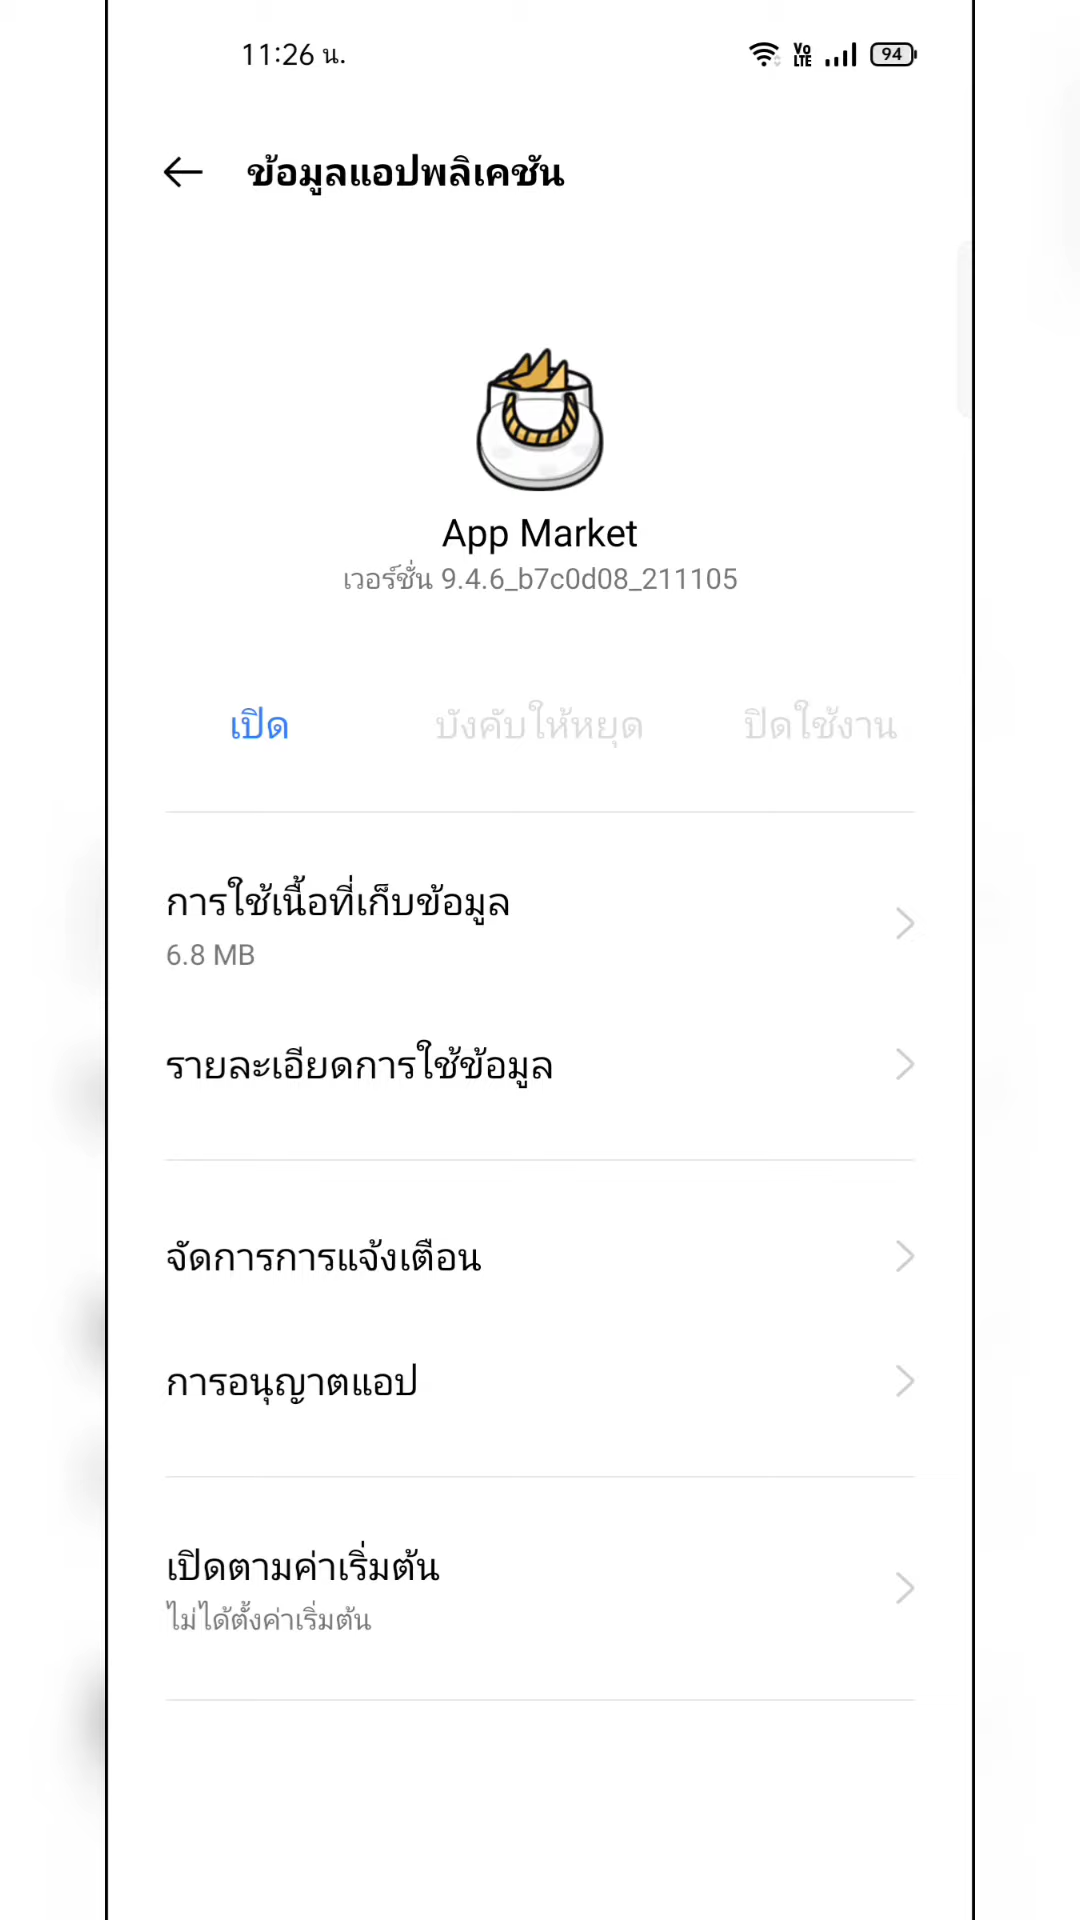 11:26 น.
Vo LTE 94
ข้อมูลแอปพลิเคชัน
App Market
เวอร์ชั่น 9.4.6_b7c0d08_211105
เปิด บังคับให้หยุด ปิดใช้งาน
การใช้เนื้อที่เก็บข้อมูล
6.8 MB
รายละเอียดการใช้ข้อมูล
จัดการการแจ้งเตือน
การอนุญาตแอป
เปิดตามค่าเริ่มต้น
ไม่ได้ตั้งค่าเริ่มต้น